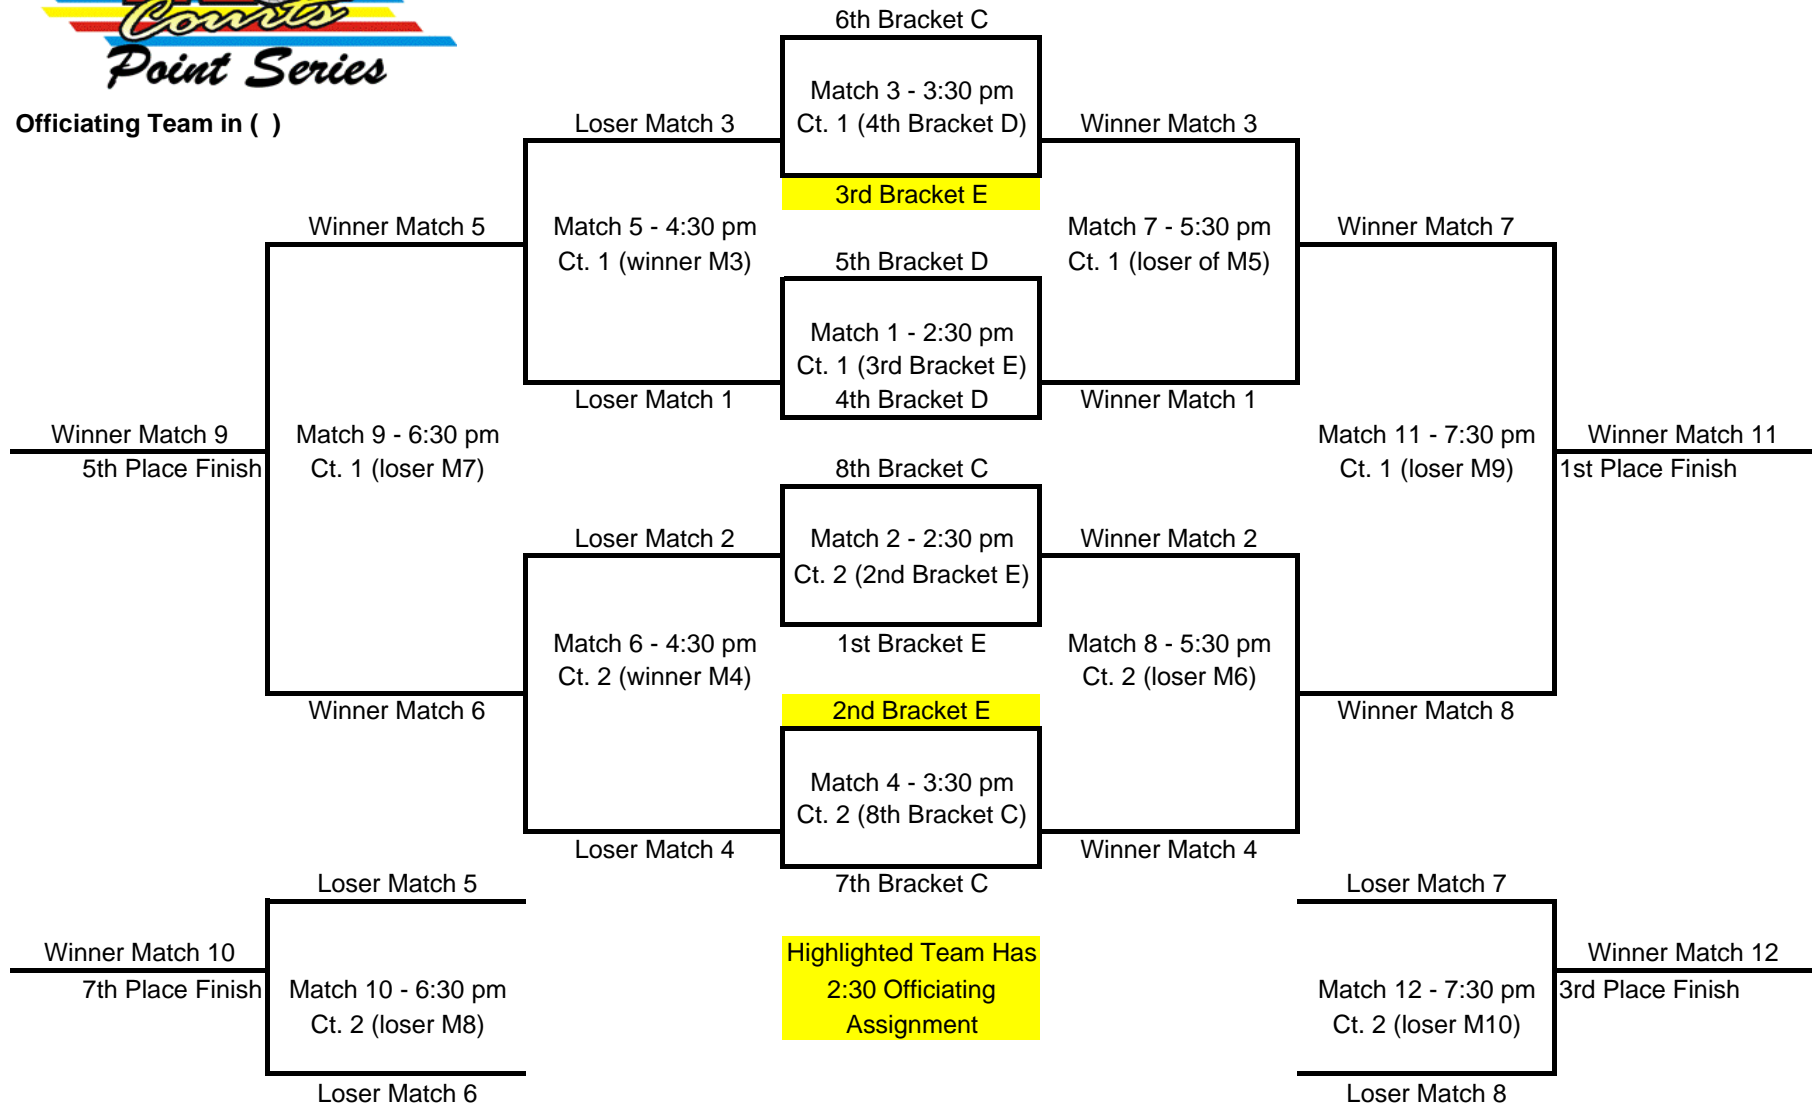 Courts
Point Series
Officiating Team in ( )
6th Bracket C
Match 3 - 3:30 pm
Loser Match 3
Ct. 1 (4th Bracket D)
Winner Match 3
3rd Bracket E
Winner Match 5
Match 5 - 4:30 pm
Match 7 - 5:30 pm
Winner Match 7
Ct. 1 (winner M3)
5th Bracket D
Ct. 1 (loser of M5)
Match 1 - 2:30 pm
Ct. 1 (3rd Bracket E)
Loser Match 1
4th Bracket D
Winner Match 1
Winner Match 9
Match 9 - 6:30 pm
Match 11 - 7:30 pm
Winner Match 11
5th Place Finish
Ct. 1 (loser M7)
8th Bracket C
Ct. 1 (loser M9)
1st Place Finish
Loser Match 2
Match 2 - 2:30 pm
Winner Match 2
Ct. 2 (2nd Bracket E)
Match 6 - 4:30 pm
1st Bracket E
Match 8 - 5:30 pm
Ct. 2 (winner M4)
Ct. 2 (loser M6)
Winner Match 6
2nd Bracket E
Winner Match 8
Match 4 - 3:30 pm
Ct. 2 (8th Bracket C)
Loser Match 4
Winner Match 4
Loser Match 5
7th Bracket C
Loser Match 7
Winner Match 10
Highlighted Team Has
Winner Match 12
7th Place Finish
Match 10 - 6:30 pm
2:30 Officiating
Match 12 - 7:30 pm
3rd Place Finish
Ct. 2 (loser M8)
Assignment
Ct. 2 (loser M10)
Loser Match 6
Loser Match 8